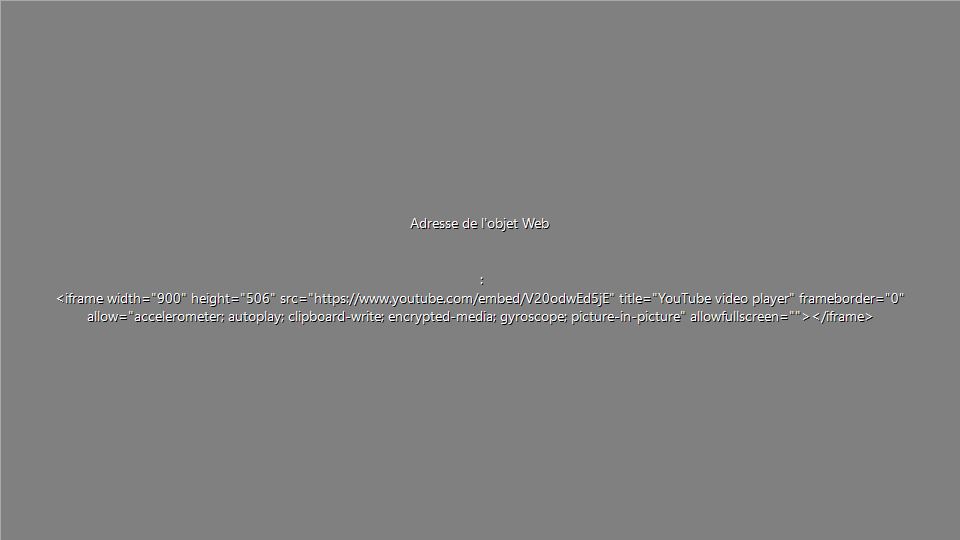 Adresse de l'objet Web
:
<iframe width="900" height="506" src="https://www.youtube.com/embed/V20odwEd5jE" title="YouTube video player" frameborder="0"
allow="accelerometer; autoplay; clipboard-write; encrypted-media; gyroscope; picture-in-picture" allowfullscreen=""></iframe>